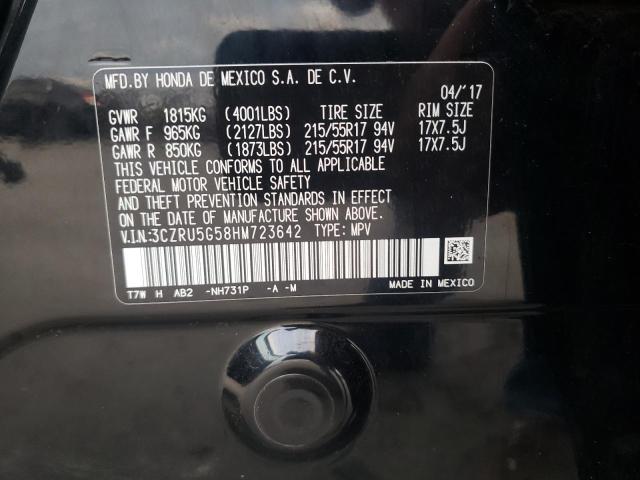 MFD.BY HONDA DE MEXICO S.A. DE C.V.
04/'17
GVWR 1815KG (4001LBS) TIRE SIZE RIM SIZE
GAWR F 965KG (2127LBS) 215/55R17 94V 17X7.5J
GAWR R 850KG (1873LBS) 215/55R17 94V 17X7.5J
THIS VEHICLE CONFORMS TO ALL APPLICABLE
FEDERAL MOTOR VEHICLE SAFETY
AND THEFT PREVENTION STANDARDS IN EFFECT
ON THE DATE OF MANUFACTURE SHOWN ABOVE.
V.I.N.:3CZRU5G58HM723642 TYPE: MPV
T7W H AB2 -NH731P -A -M MADE IN MEXICO